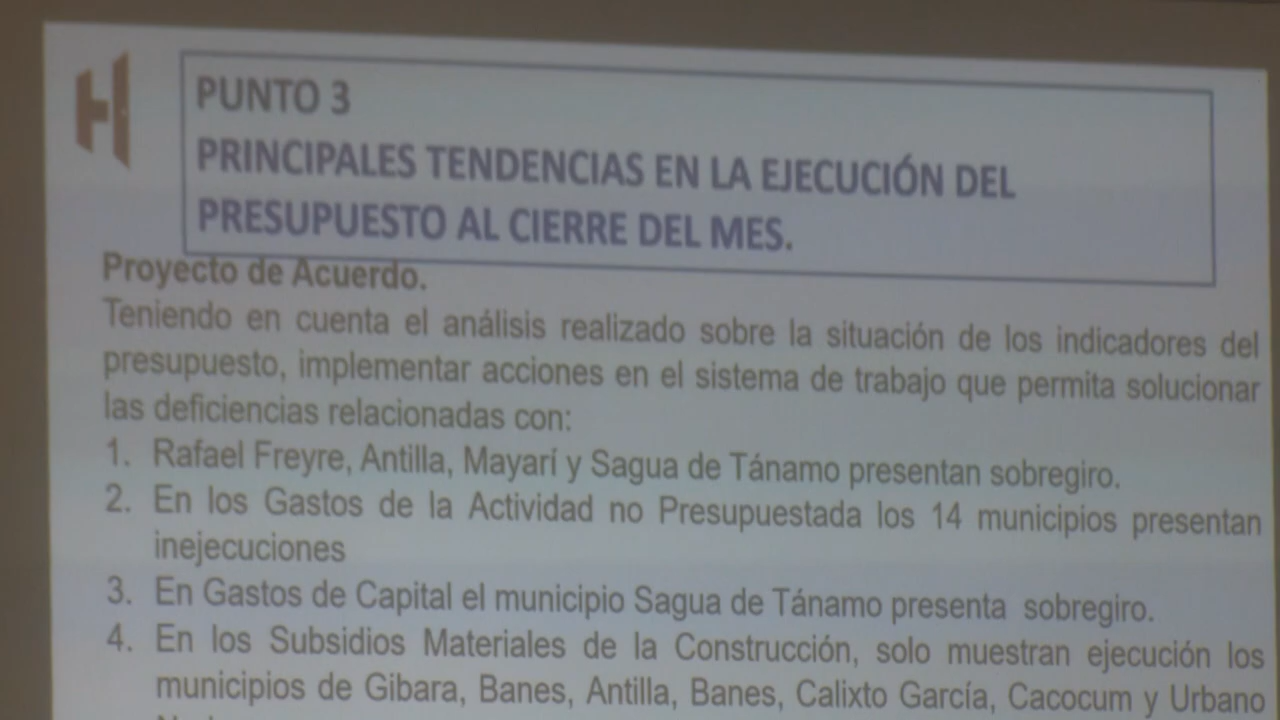 PUNTO 3
PRINCIPALES TENDENCIAS EN LA EJECUCIÓN DEL
PRESUPUESTO AL CIERRE DEL MES.
Proyecto de Acuerdo.
Teniendo en cuenta el análisis realizado sobre la situación de los indicadores del
presupuesto, implementar acciones en el sistema de trabajo que permita solucionar
las deficiencias relacionadas con:
1. Rafael Freyre, Antilla, Mayarí y Sagua de Tánamo presentan sobregiro.
2. En los Gastos de la Actividad no Presupuestada los 14 municipios presentan
inejecuciones
3. En Gastos de Capital el municipio Sagua de Tánamo presenta sobregiro.
4. En los Subsidios Materiales de la Construcción, solo muestran ejecución los
municipios de Gibara, Banes, Antilla, Banes, Calixto García, Cacocum y Urbano